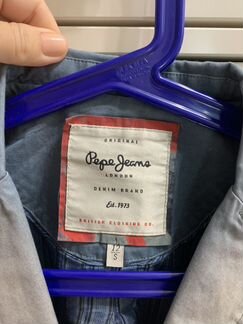 ORIGINAL
Pepe Jeans
LONDON
DENIM BRAND
Est. 1973
BRITISH CLOTHING CO.
S